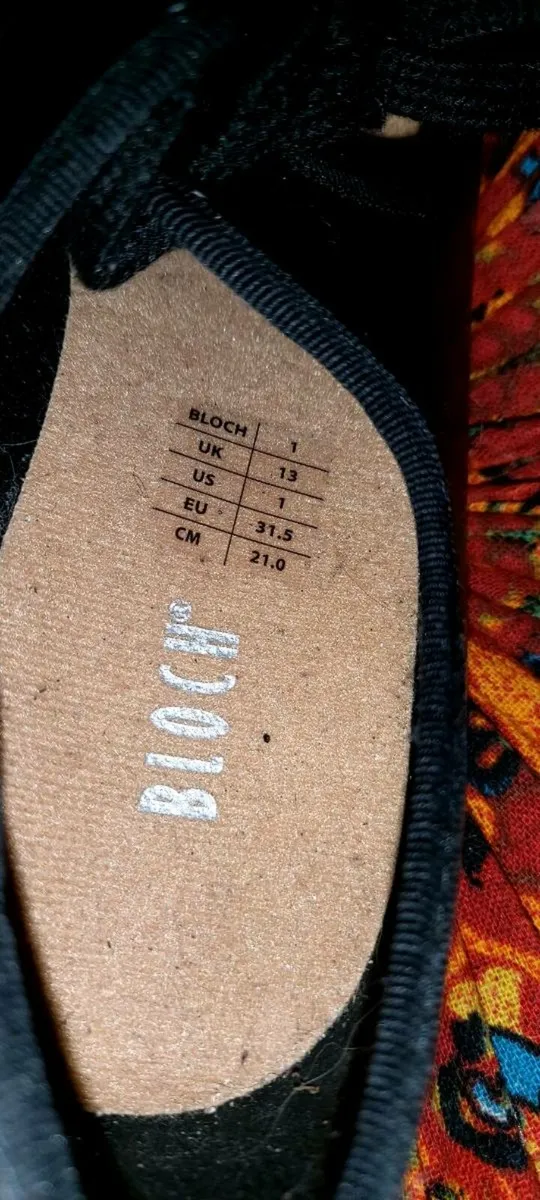 BLOCH 1
UK 13
US 1
EU 31.5
CM 21.0
BLOCH®